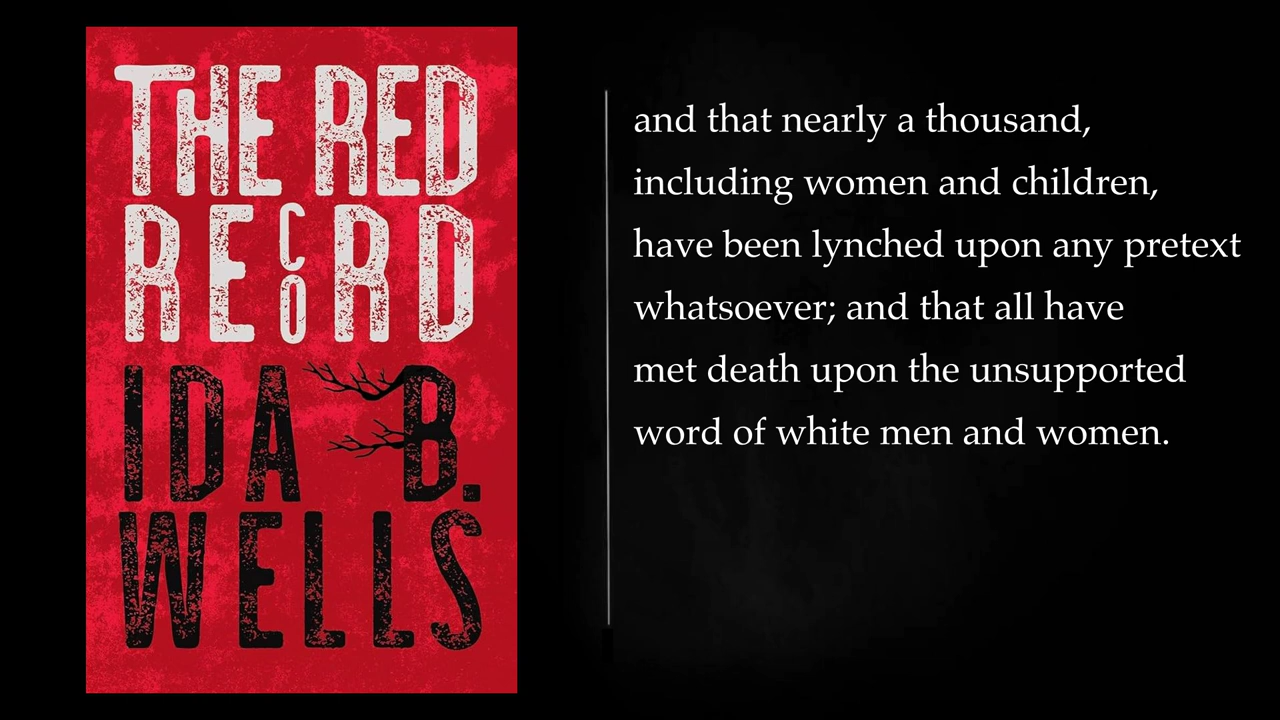 THE RED
RECORD
IDA B.
WELLS
and that nearly a thousand,
including women and children,
have been lynched upon any pretext
whatsoever; and that all have
met death upon the unsupported
word of white men and women.